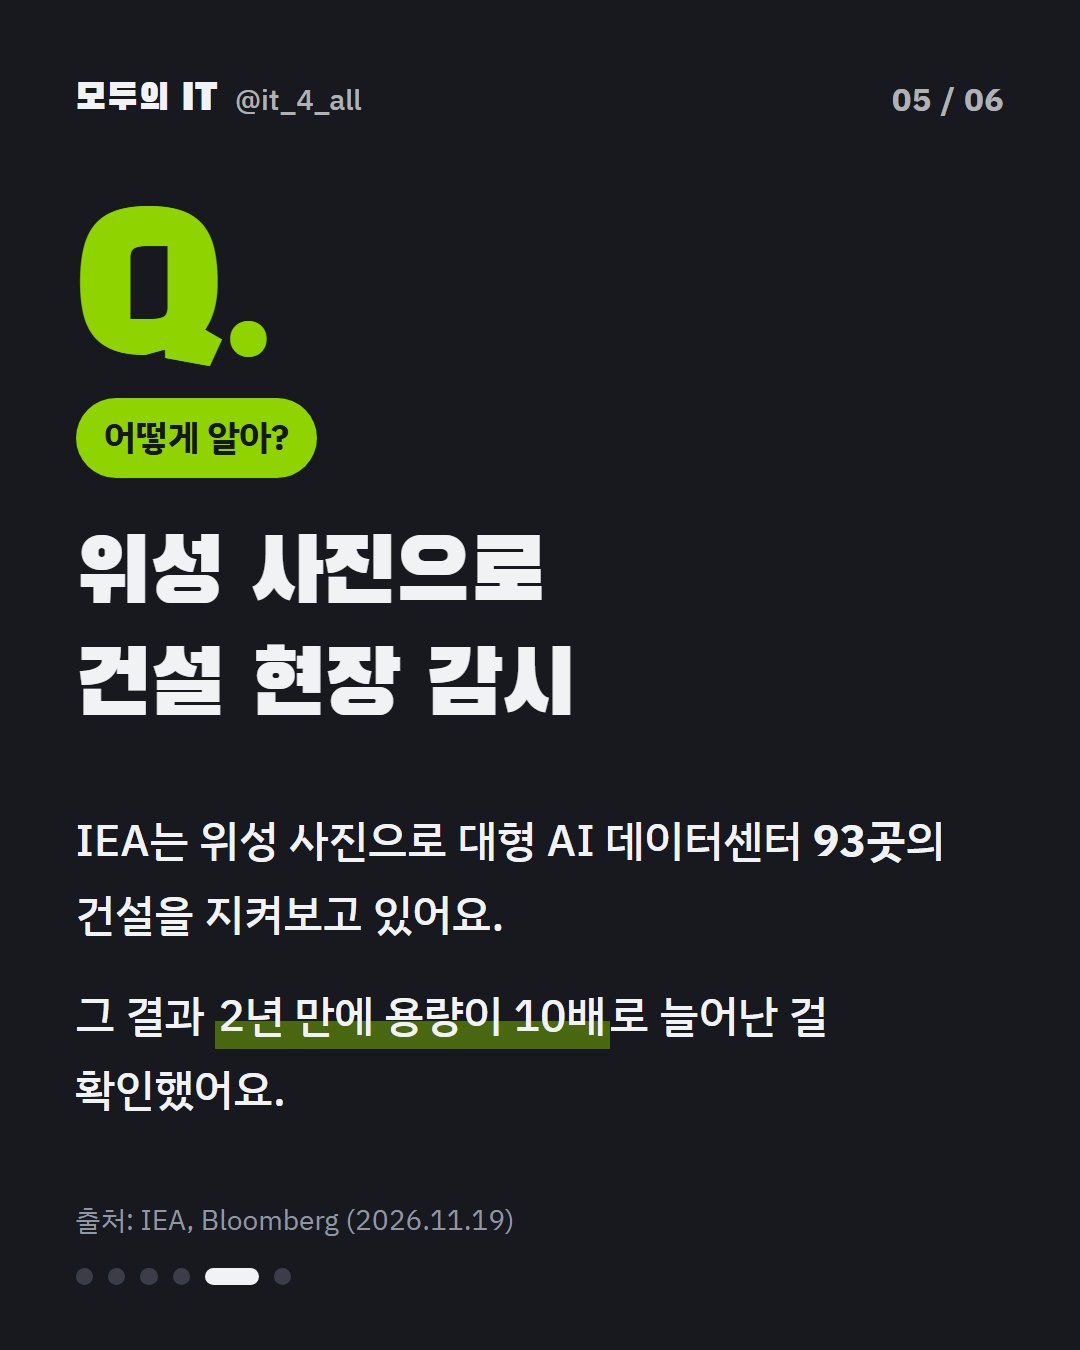 모두의 IT @it_4_all
05 / 06
Q.
어떻게 알아?
위성 사진으로
건설 현장 감시
IEA는 위성 사진으로 대형 AI 데이터센터 93곳의
건설을 지켜보고 있어요.
그 결과 2년 만에 용량이 10배로 늘어난 걸
확인했어요.
출처: IEA, Bloomberg (2026.11.19)